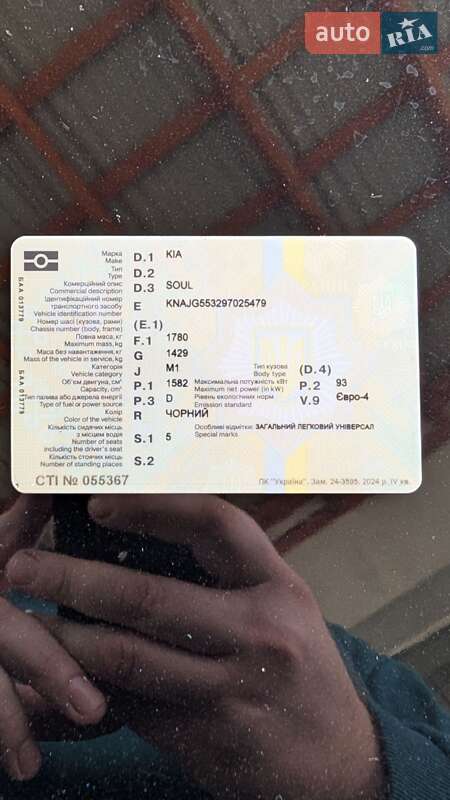 auto RIA .com
Марка
Make D.1 KIA
Тип
Type D.2
Комерційний опис
Commercial description D.3 SOUL
Ідентифікаційний номер
транспортного засобу
Vehicle identification number E KNAJG553297025479
Номер шасі (кузова, рами)
Chassis number (body, frame) (E.1)
Повна маса, кг
Maximum mass, kg F.1 1780
Маса без навантаження, кг
Mass of the vehicle in service, kg G 1429
Категорія
Vehicle category J M1 Тип кузова
Body type (D.4)
Об'єм двигуна, см³
Capacity, cm³ P.1 1582 Максимальна потужність кВт
Maximum net power (in kW) P.2 93
Тип палива або джерела енергії
Type of fuel or power source P.3 D Рівень екологічних норм
Emission standard V.9 Євро-4
Колір
Color of the vehicle R ЧОРНИЙ
Кількість сидячих місць
з місцем водія
Number of seats
including the driver's seat S.1 5 Особливі відмітки: ЗАГАЛЬНИЙ ЛЕГКОВИЙ УНІВЕРСАЛ
Special marks
Кількість стоячих місць
Number of standing places S.2
СТІ № 055367
ПК "Україна". Зам. 24-3595. 2024 р. IV кв.
БАА 013779
БАА 013779